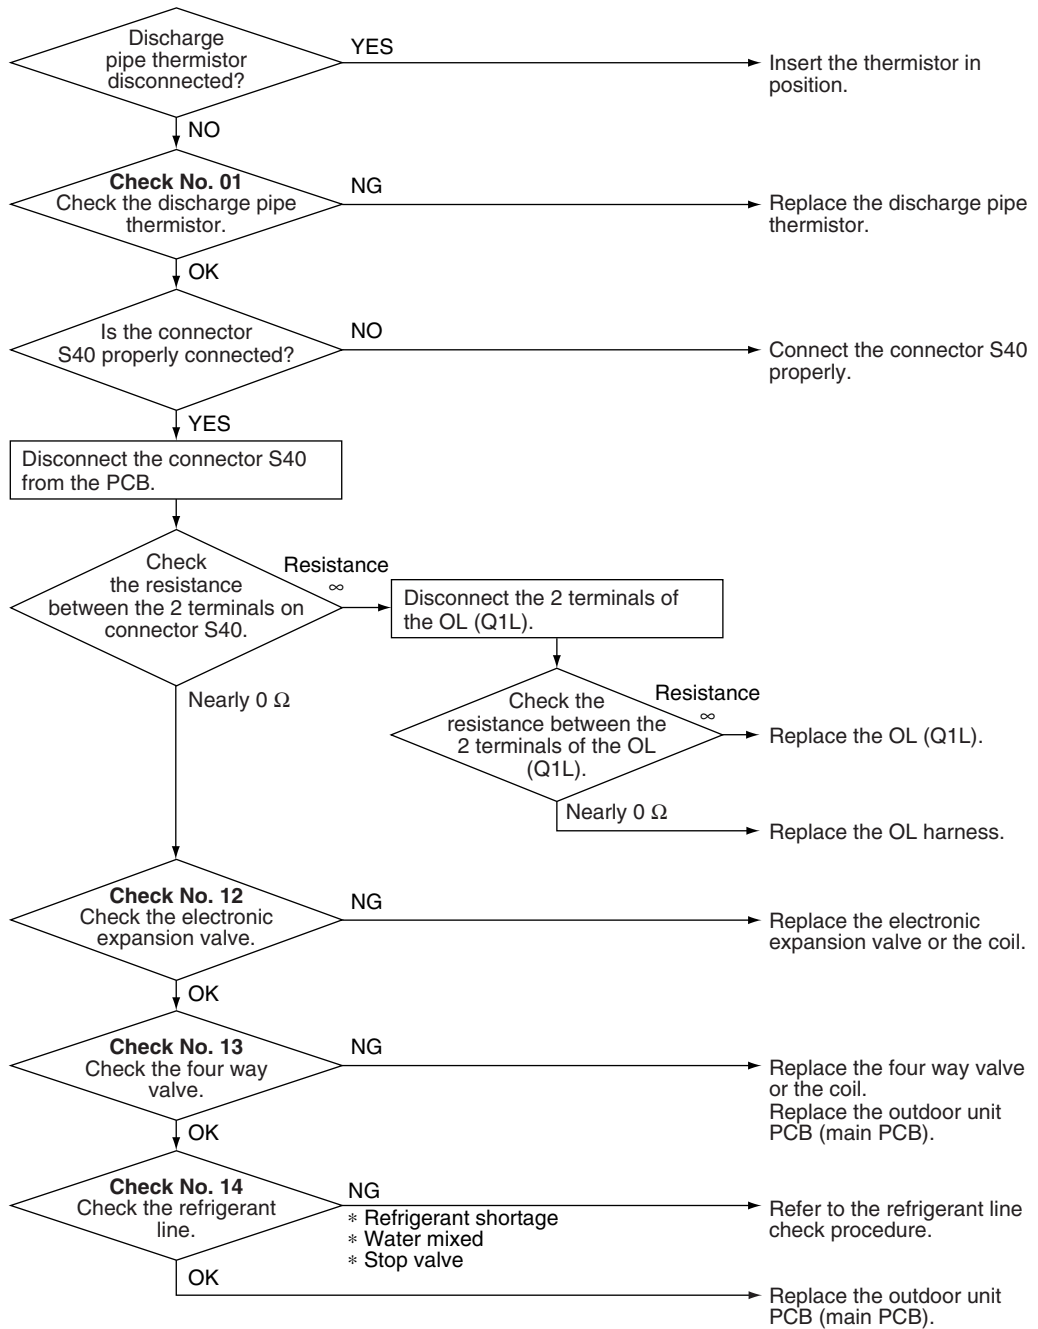 Discharge
pipe thermistor
disconnected?
YES
Insert the thermistor in
position.
NO
Check No. 01
Check the discharge pipe
thermistor.
NG
Replace the discharge pipe
thermistor.
OK
Is the connector
S40 properly connected?
NO
Connect the connector S40
properly.
YES
Disconnect the connector S40
from the PCB.
Check
the resistance
between the 2 terminals on
connector S40.
Resistance
∞
Disconnect the 2 terminals of
the OL (Q1L).
Nearly 0 Ω
Check the
resistance between the
2 terminals of the OL
(Q1L).
Resistance
∞
Replace the OL (Q1L).
Nearly 0 Ω
Replace the OL harness.
Check No. 12
Check the electronic
expansion valve.
NG
Replace the electronic
expansion valve or the coil.
OK
Check No. 13
Check the four way
valve.
NG
Replace the four way valve
or the coil.
Replace the outdoor unit
PCB (main PCB).
OK
Check No. 14
Check the refrigerant
line.
NG
∗ Refrigerant shortage
∗ Water mixed
∗ Stop valve
Refer to the refrigerant line
check procedure.
OK
Replace the outdoor unit
PCB (main PCB).